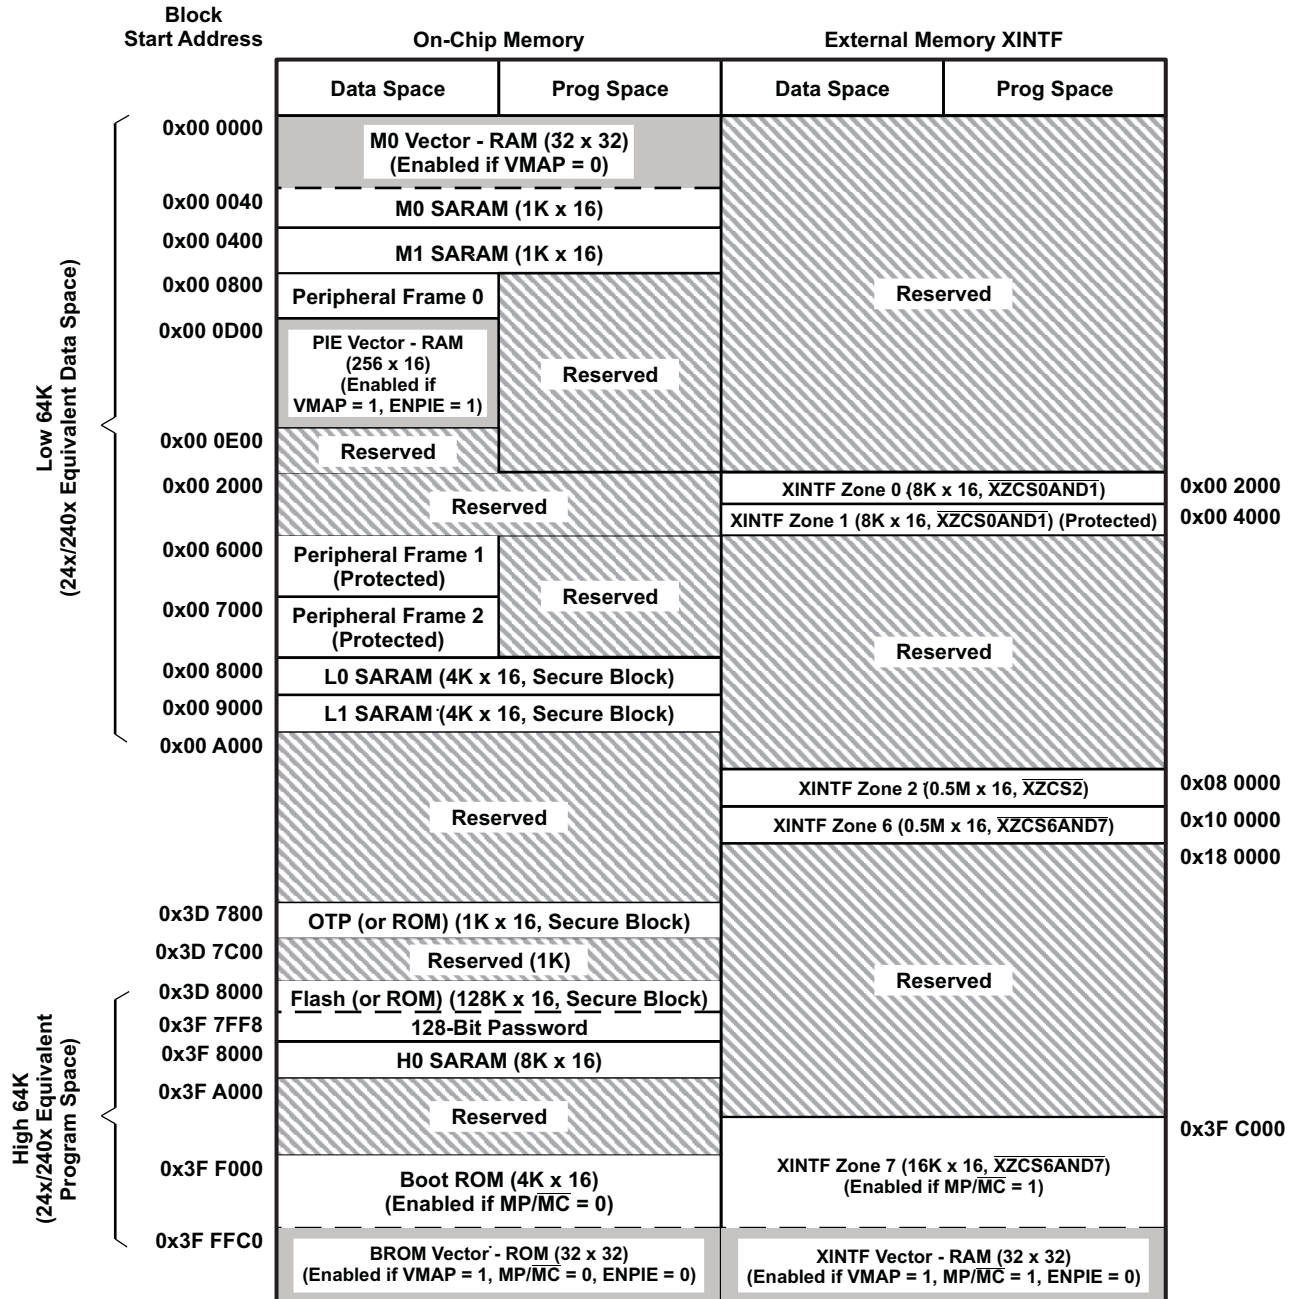 Block
Start Address
On-Chip Memory
External Memory XINTF
Data Space
Prog Space
Data Space
Prog Space
Low 64K
(24x/240x Equivalent Data Space)
0x00 0000
M0 Vector - RAM (32 x 32)
(Enabled if VMAP = 0)
0x00 0040
M0 SARAM (1K x 16)
0x00 0400
M1 SARAM (1K x 16)
0x00 0800
Peripheral Frame 0
Reserved
0x00 0D00
PIE Vector - RAM
(256 x 16)
(Enabled if
VMAP = 1, ENPIE = 1)
Reserved
0x00 0E00
Reserved
0x00 2000
Reserved
XINTF Zone 0 (8K x 16, XZCS0AND1)
0x00 2000
XINTF Zone 1 (8K x 16, XZCS0AND1) (Protected)
0x00 4000
0x00 6000
Peripheral Frame 1
(Protected)
Reserved
0x00 7000
Peripheral Frame 2
(Protected)
Reserved
0x00 8000
L0 SARAM (4K x 16, Secure Block)
0x00 9000
L1 SARAM (4K x 16, Secure Block)
0x00 A000
Reserved
XINTF Zone 2 (0.5M x 16, XZCS2)
0x08 0000
XINTF Zone 6 (0.5M x 16, XZCS6AND7)
0x10 0000
0x18 0000
0x3D 7800
OTP (or ROM) (1K x 16, Secure Block)
0x3D 7C00
Reserved (1K)
Reserved
High 64K
(24x/240x Equivalent
Program Space)
0x3D 8000
Flash (or ROM) (128K x 16, Secure Block)
0x3F 7FF8
128-Bit Password
0x3F 8000
H0 SARAM (8K x 16)
0x3F A000
Reserved
0x3F C000
0x3F F000
Boot ROM (4K x 16)
(Enabled if MP/MC = 0)
XINTF Zone 7 (16K x 16, XZCS6AND7)
(Enabled if MP/MC = 1)
0x3F FFC0
BROM Vector - ROM (32 x 32)
(Enabled if VMAP = 1, MP/MC = 0, ENPIE = 0)
XINTF Vector - RAM (32 x 32)
(Enabled if VMAP = 1, MP/MC = 1, ENPIE = 0)